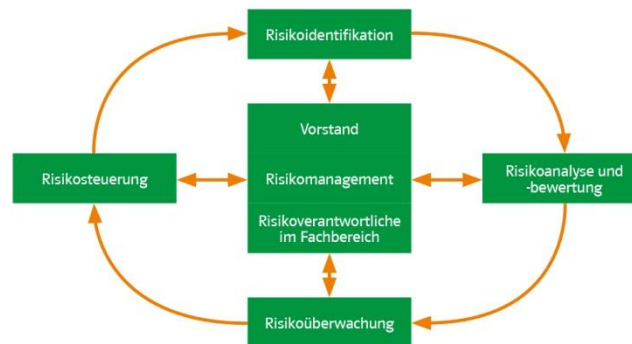 Risikoidentifikation
Vorstand
Risikosteuerung
Risikomanagement
Risikoanalyse und
-bewertung
Risikoverantwortliche
im Fachbereich
Risikoüberwachung